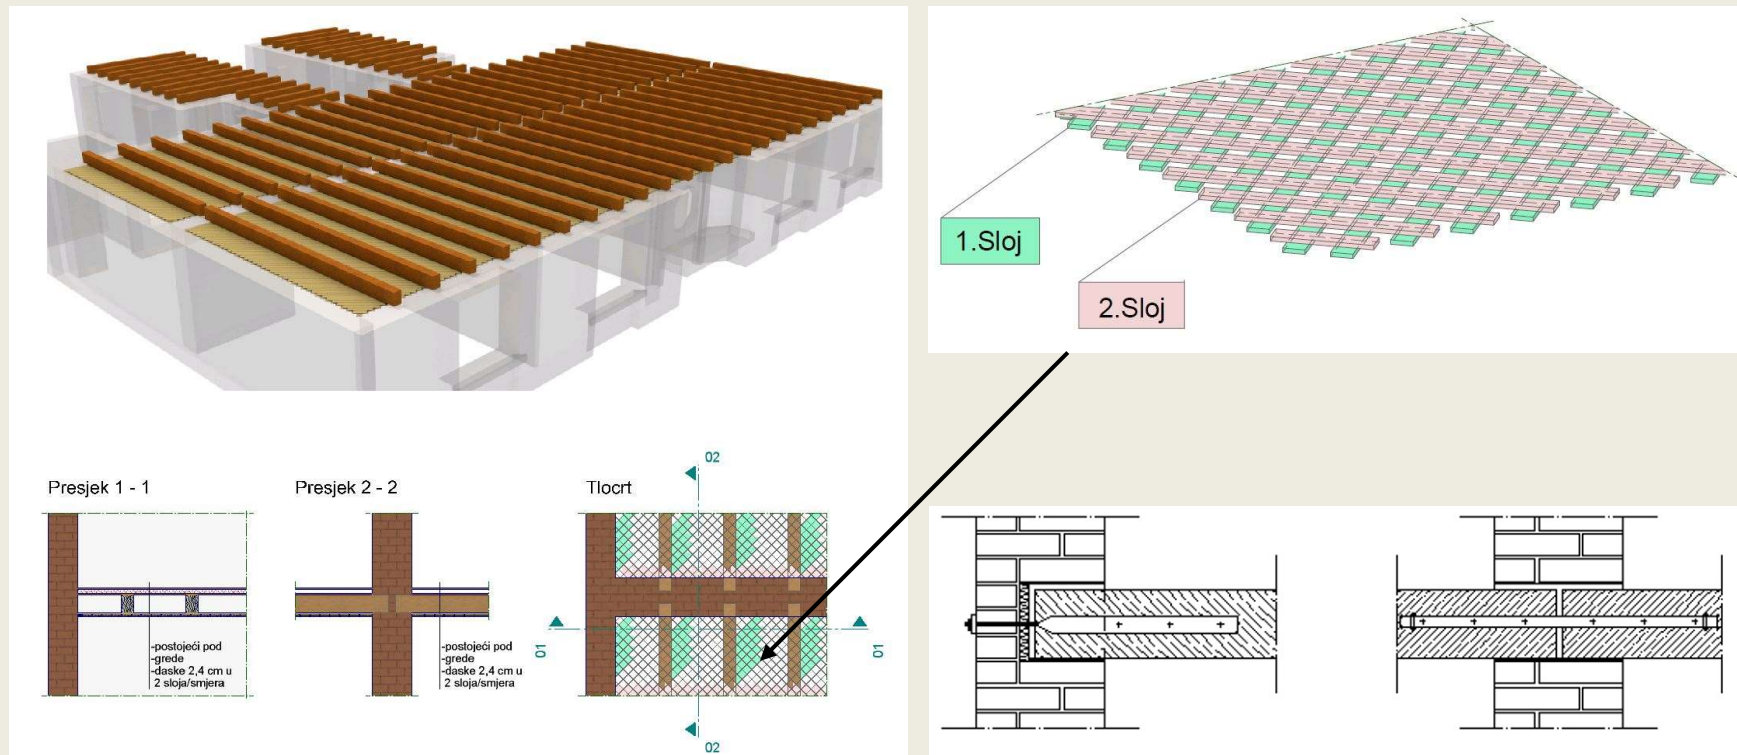 1.Sloj
2.Sloj
Presjek 1 - 1
-postojeći pod
-grede
-daske 2,4 cm u
2 sloja/smjera
Presjek 2 - 2
-postojeći pod
-grede
-daske 2,4 cm u
2 sloja/smjera
Tlocrt
02
01
01
02